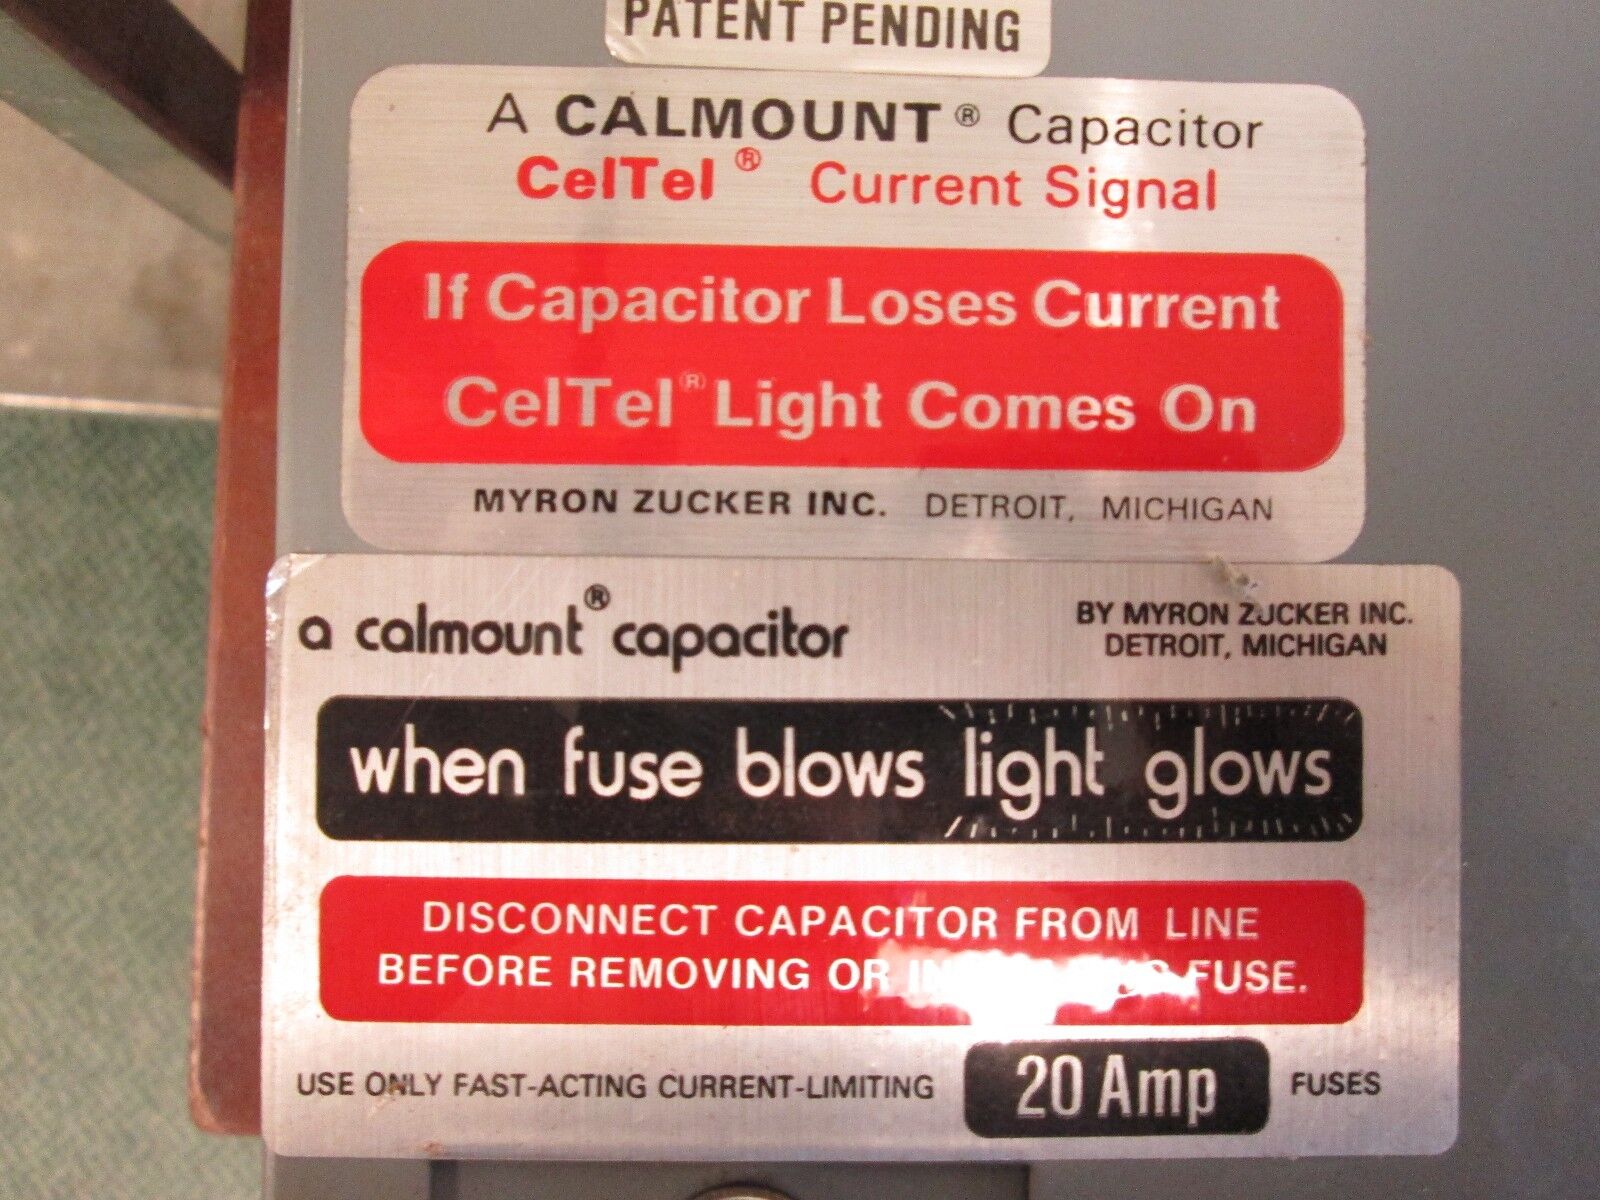 PATENT PENDING
A CALMOUNT® Capacitor
CelTel® Current Signal
If Capacitor Loses Current
CelTel® Light Comes On
MYRON ZUCKER INC. DETROIT, MICHIGAN
a calmount® capacitor
BY MYRON ZUCKER INC.
DETROIT, MICHIGAN
when fuse blows light glows
DISCONNECT CAPACITOR FROM LINE
BEFORE REMOVING OR FUSE.
USE ONLY FAST-ACTING CURRENT-LIMITING 20 Amp FUSES